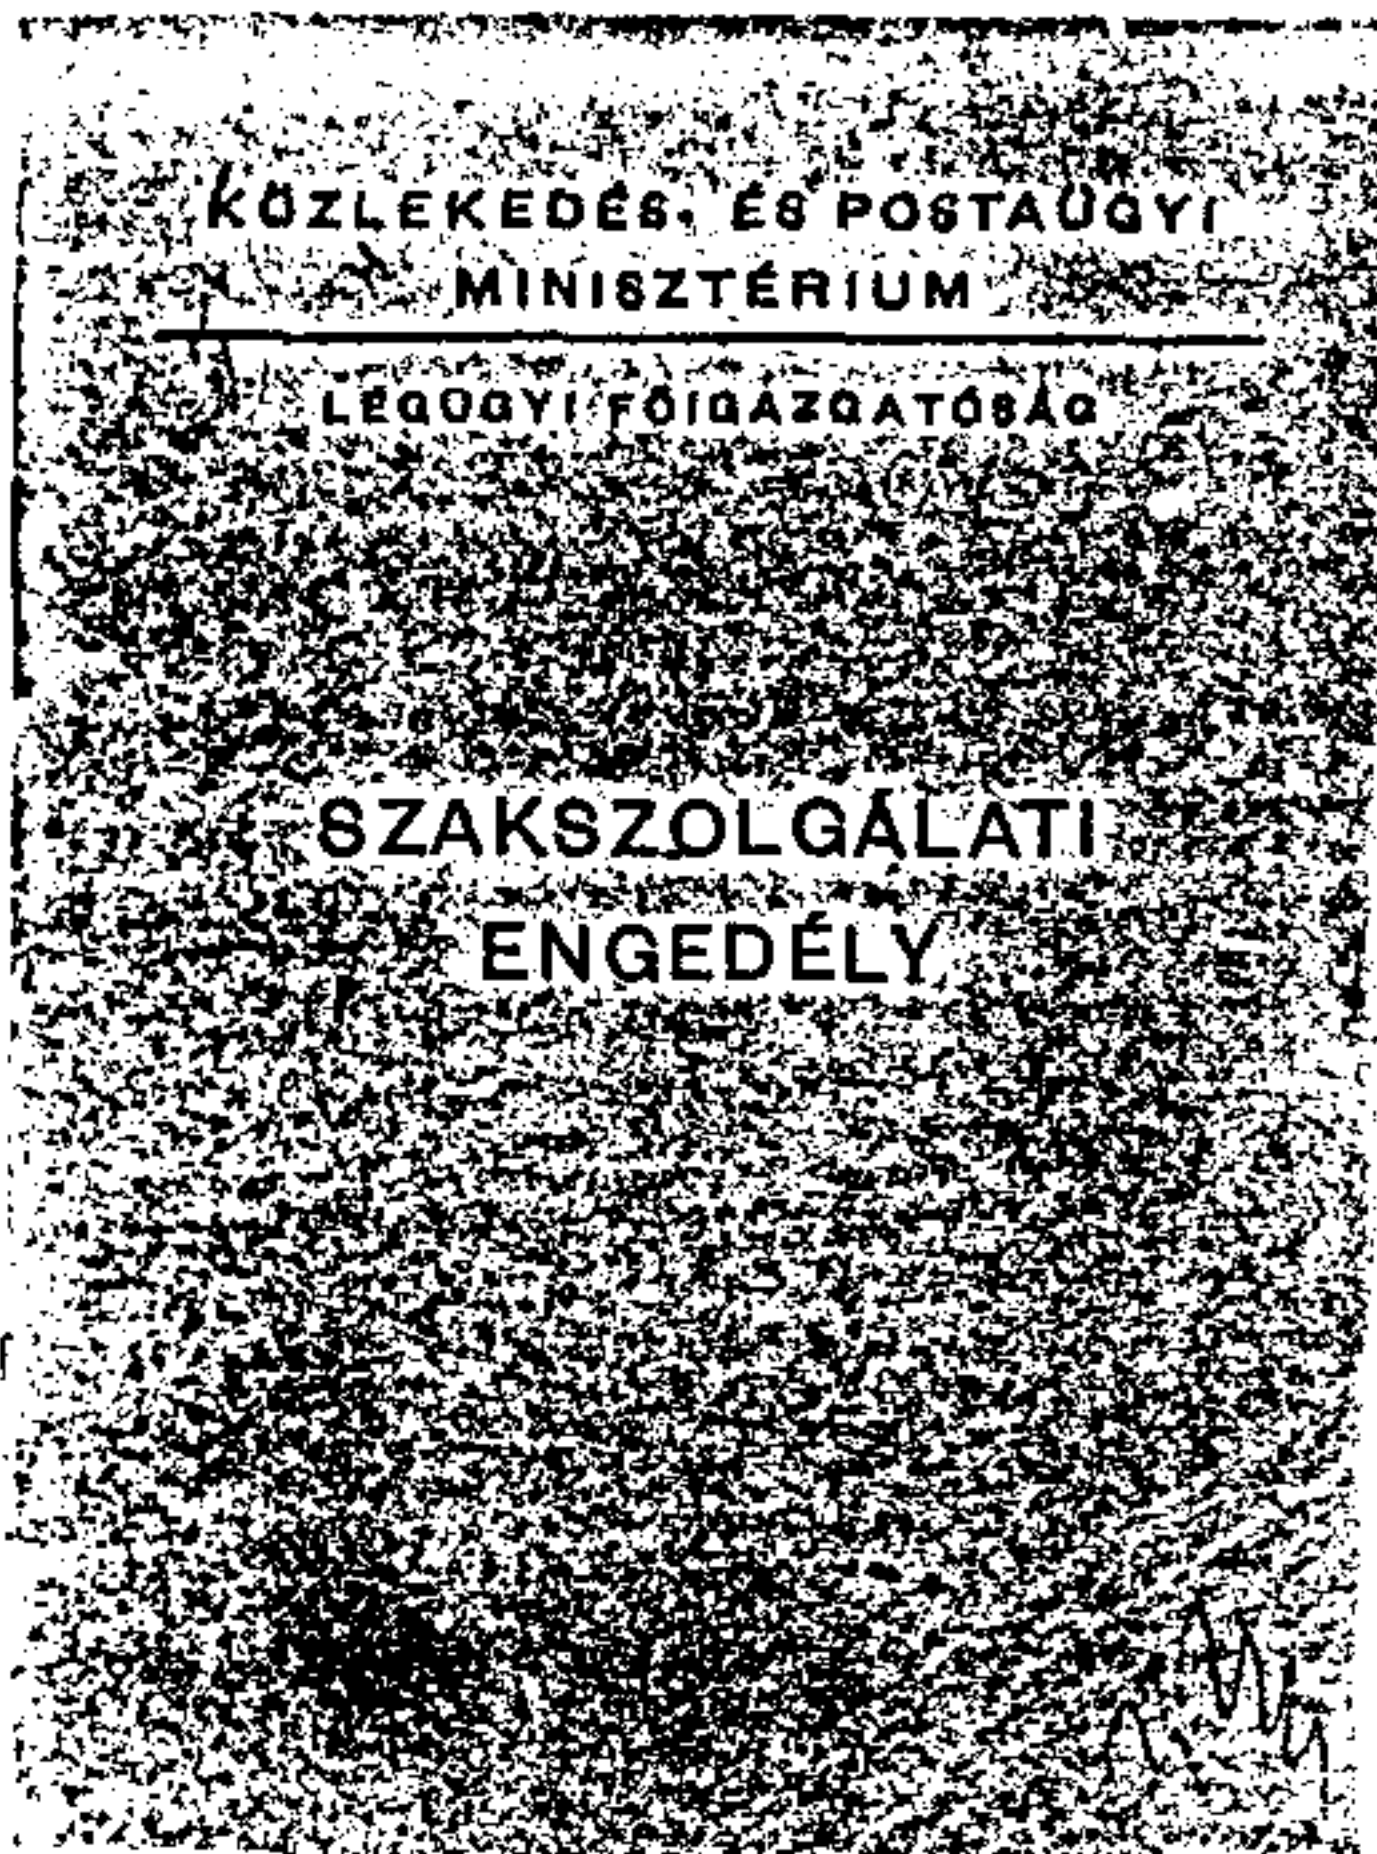 KÖZLEKEDÉS- ÉS POSTAÜGYI
MINISZTÉRIUM
LÉGÜGYI FŐIGAZGATÓSÁG
SZAKSZOLGÁLATI
ENGEDÉLY